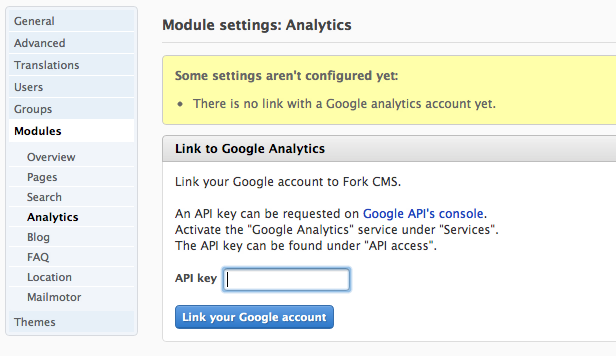 General
Advanced
Translations
Users
Groups
Modules
Overview
Pages
Search
Analytics
Blog
FAQ
Location
Mailmotor
Themes
Module settings: Analytics
Some settings aren't configured yet:
• There is no link with a Google analytics account yet.
Link to Google Analytics
Link your Google account to Fork CMS.
An API key can be requested on Google API's console.
Activate the "Google Analytics" service under "Services".
The API key can be found under "API access".
API key
Link your Google account